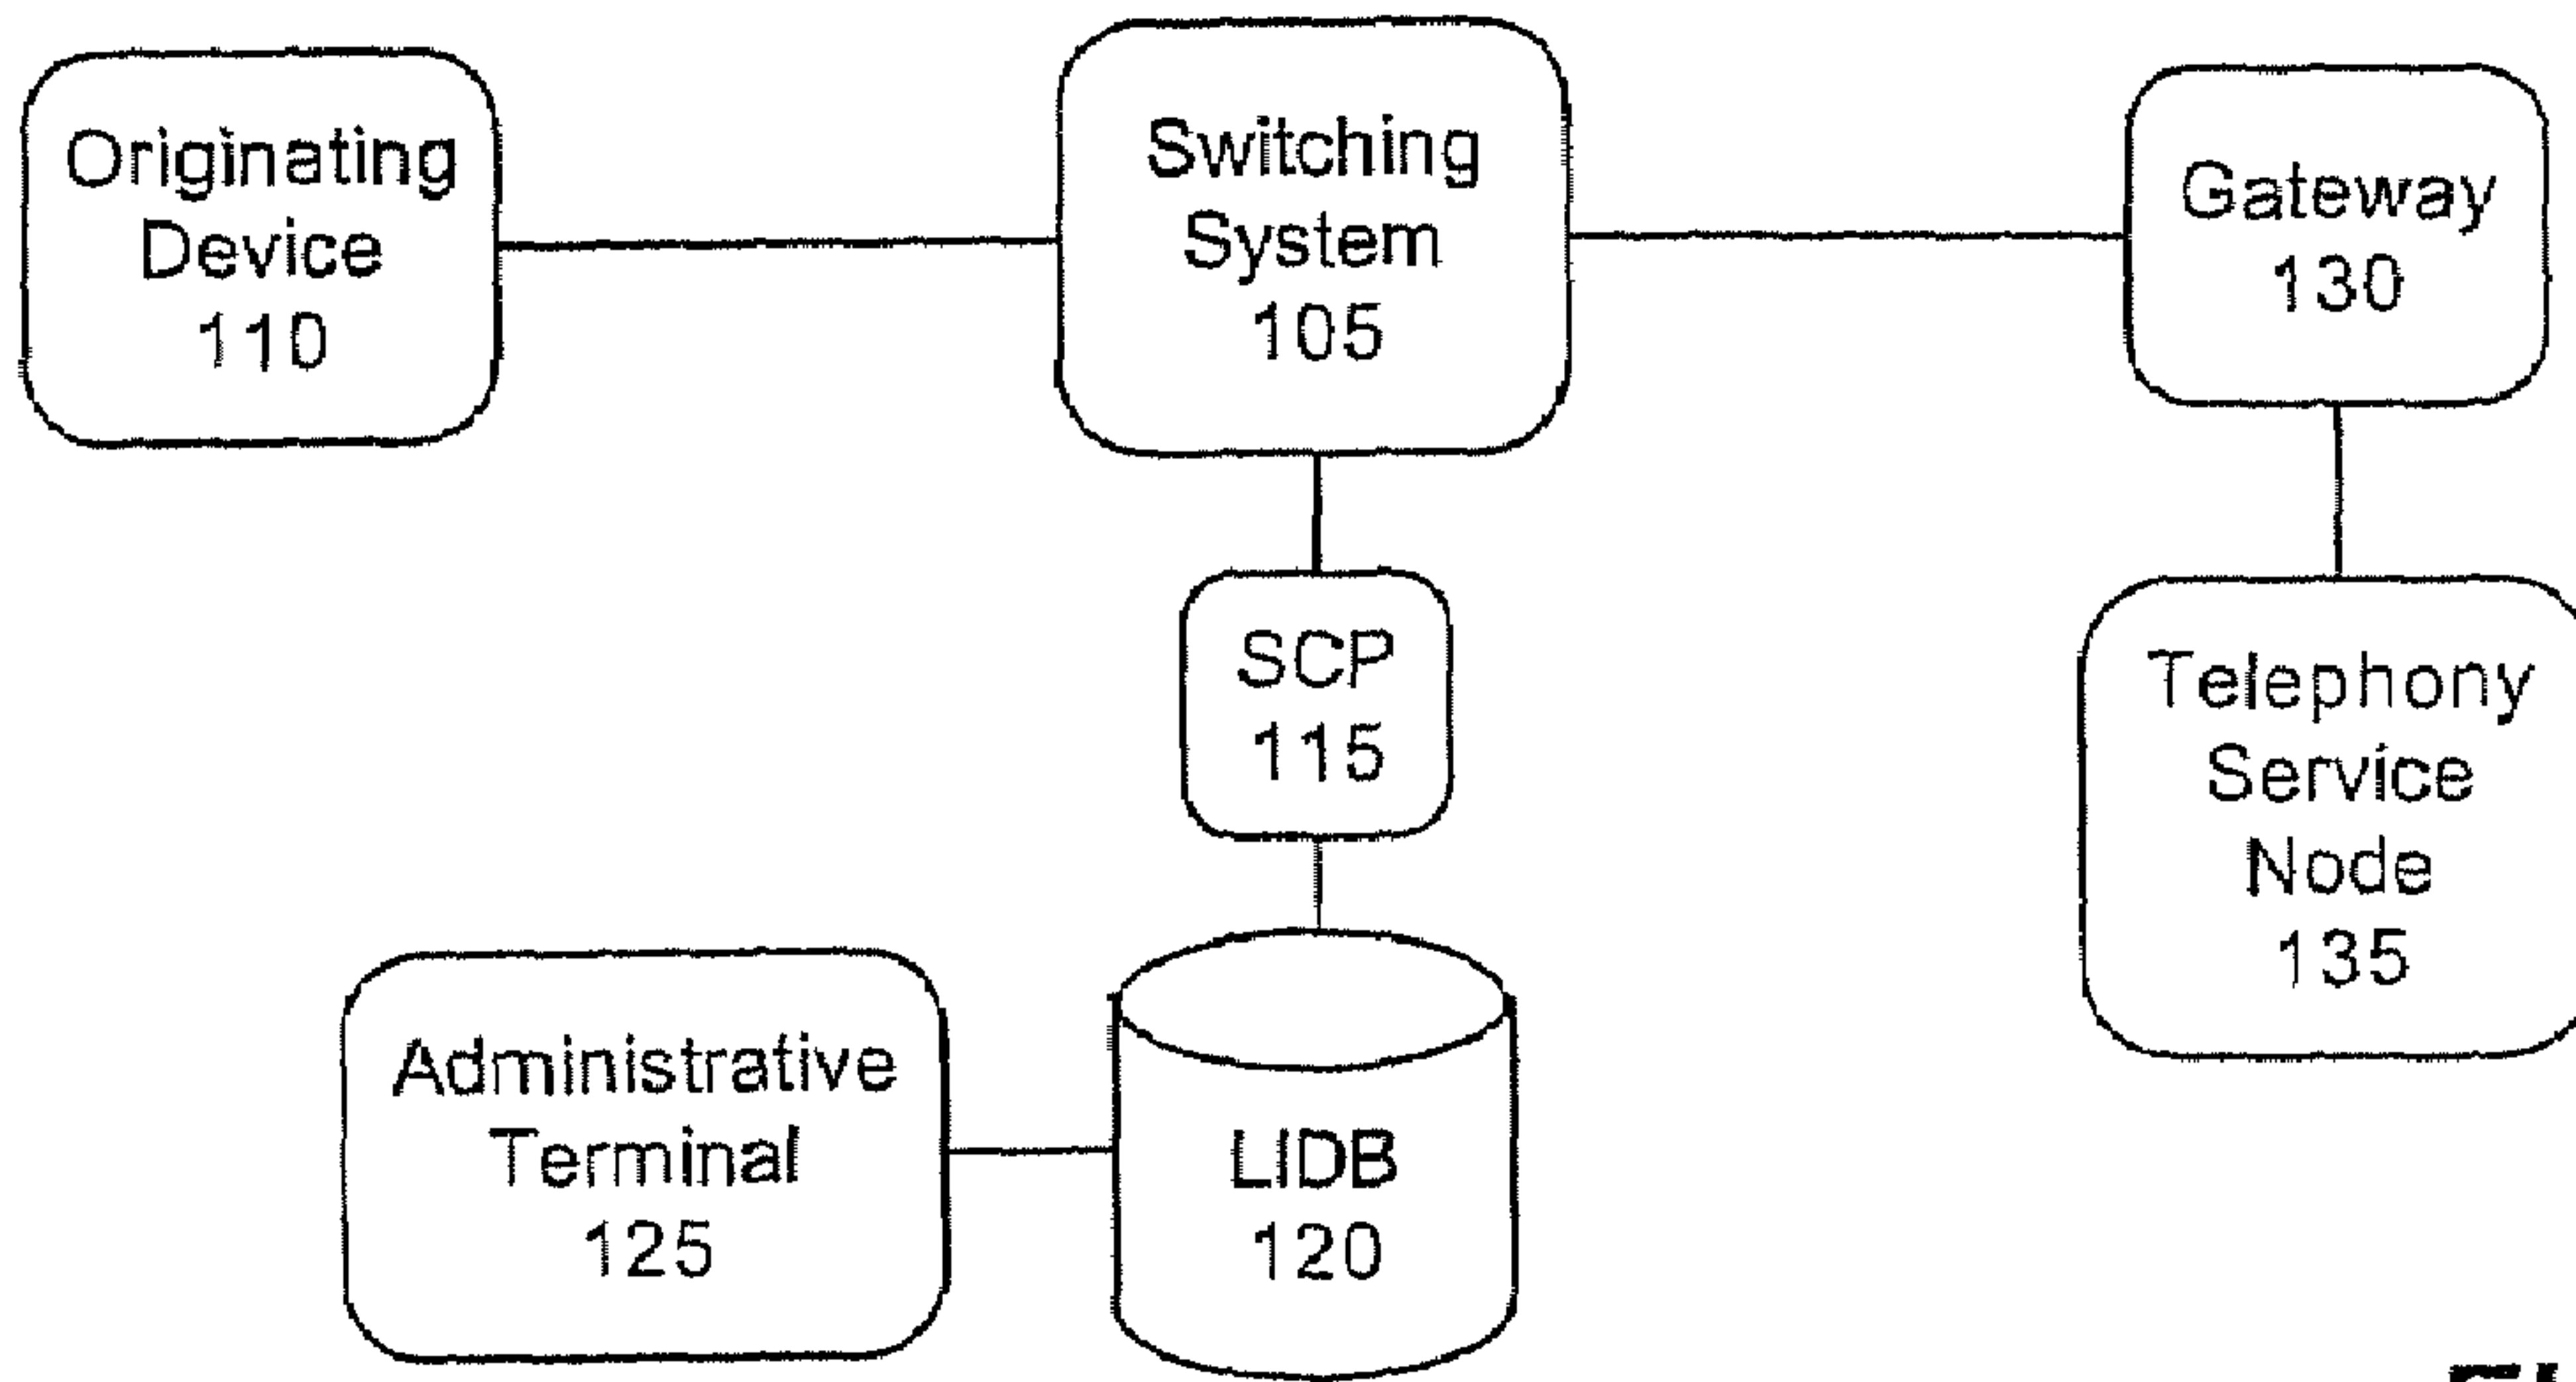 Originating
Device
110
Switching
System
105
Gateway
130
SCP
115
Telephony
Service
Node
135
Administrative
Terminal
125
LIDB
120